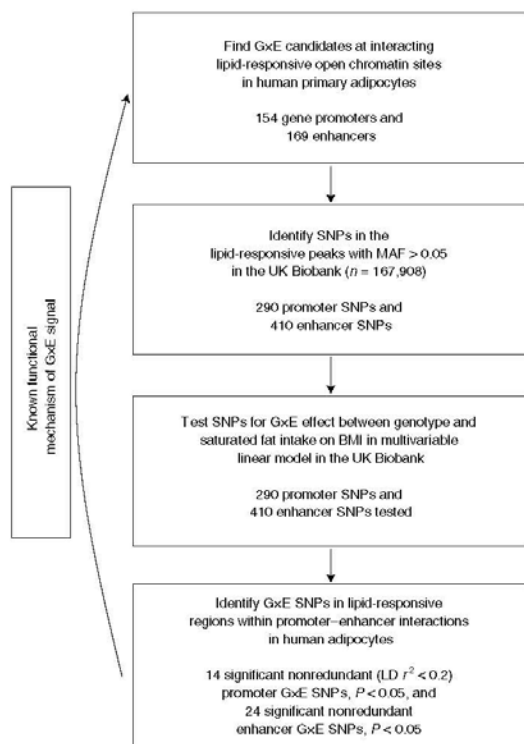 Find GxE candidates at interacting
lipid-responsive open chromatin sites
in human primary adipocytes
154 gene promoters and
169 enhancers
Identify SNPs in the
lipid-responsive peaks with MAF > 0.05
in the UK Biobank (n = 167,908)
290 promoter SNPs and
410 enhancer SNPs
Known functional
mechanism of GxE signal
Test SNPs for GxE effect between genotype and
saturated fat intake on BMI in multivariable
linear model in the UK Biobank
290 promoter SNPs and
410 enhancer SNPs tested
Identify GxE SNPs in lipid-responsive
regions within promoter–enhancer interactions
in human adipocytes
14 significant nonredundant (LD r² < 0.2)
promoter GxE SNPs, P < 0.05, and
24 significant nonredundant
enhancer GxE SNPs, P < 0.05